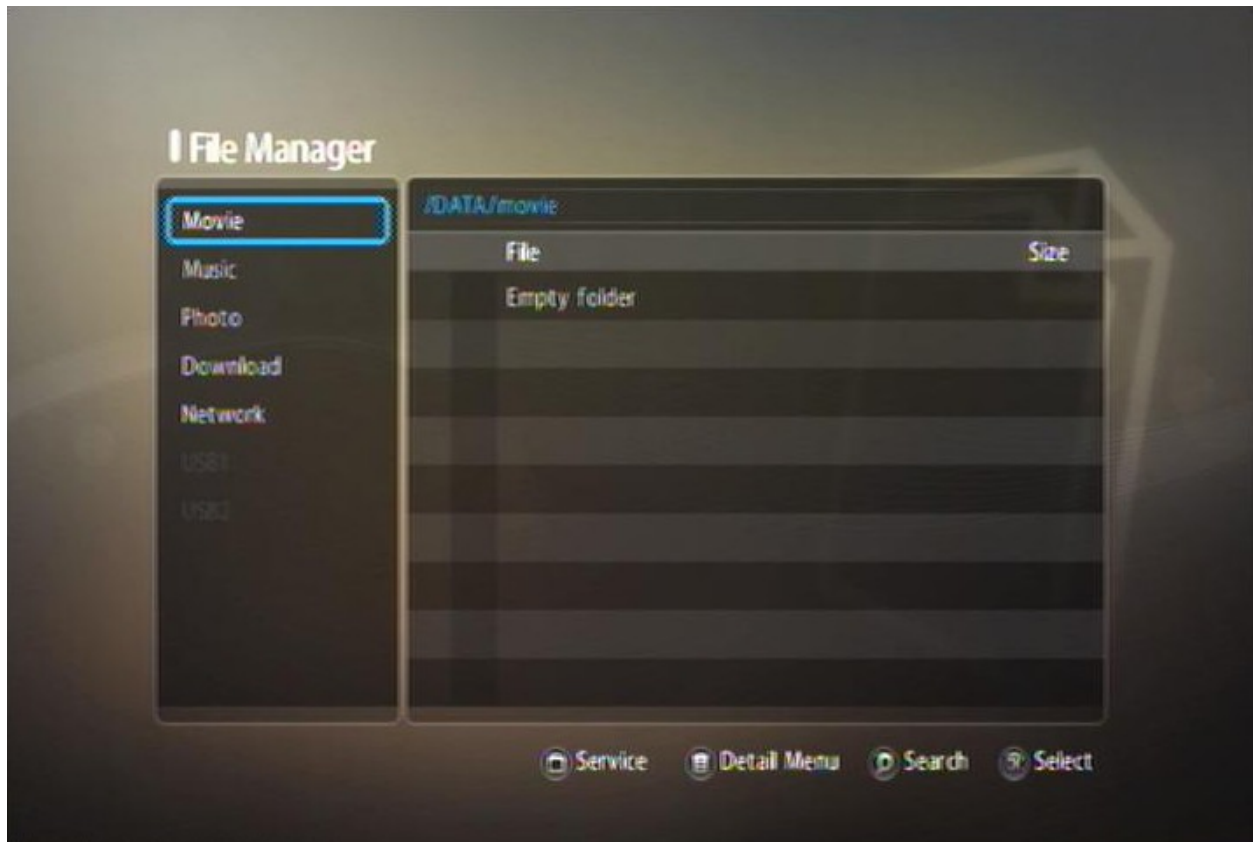 File Manager
Movie
Music
Photo
Download
Network
USB1
USB2
/DATA/movie
File Size
Empty folder
Service Detail Menu Search Select